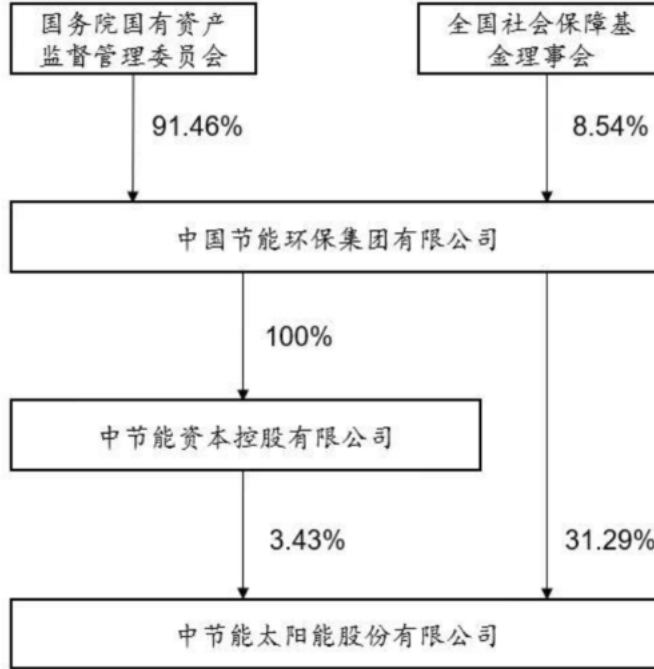 国务院国有资产
监督管理委员会
全国社会保障基
金理事会
91.46%
8.54%
中国节能环保集团有限公司
100%
中节能资本控股有限公司
3.43%
31.29%
中节能太阳能股份有限公司